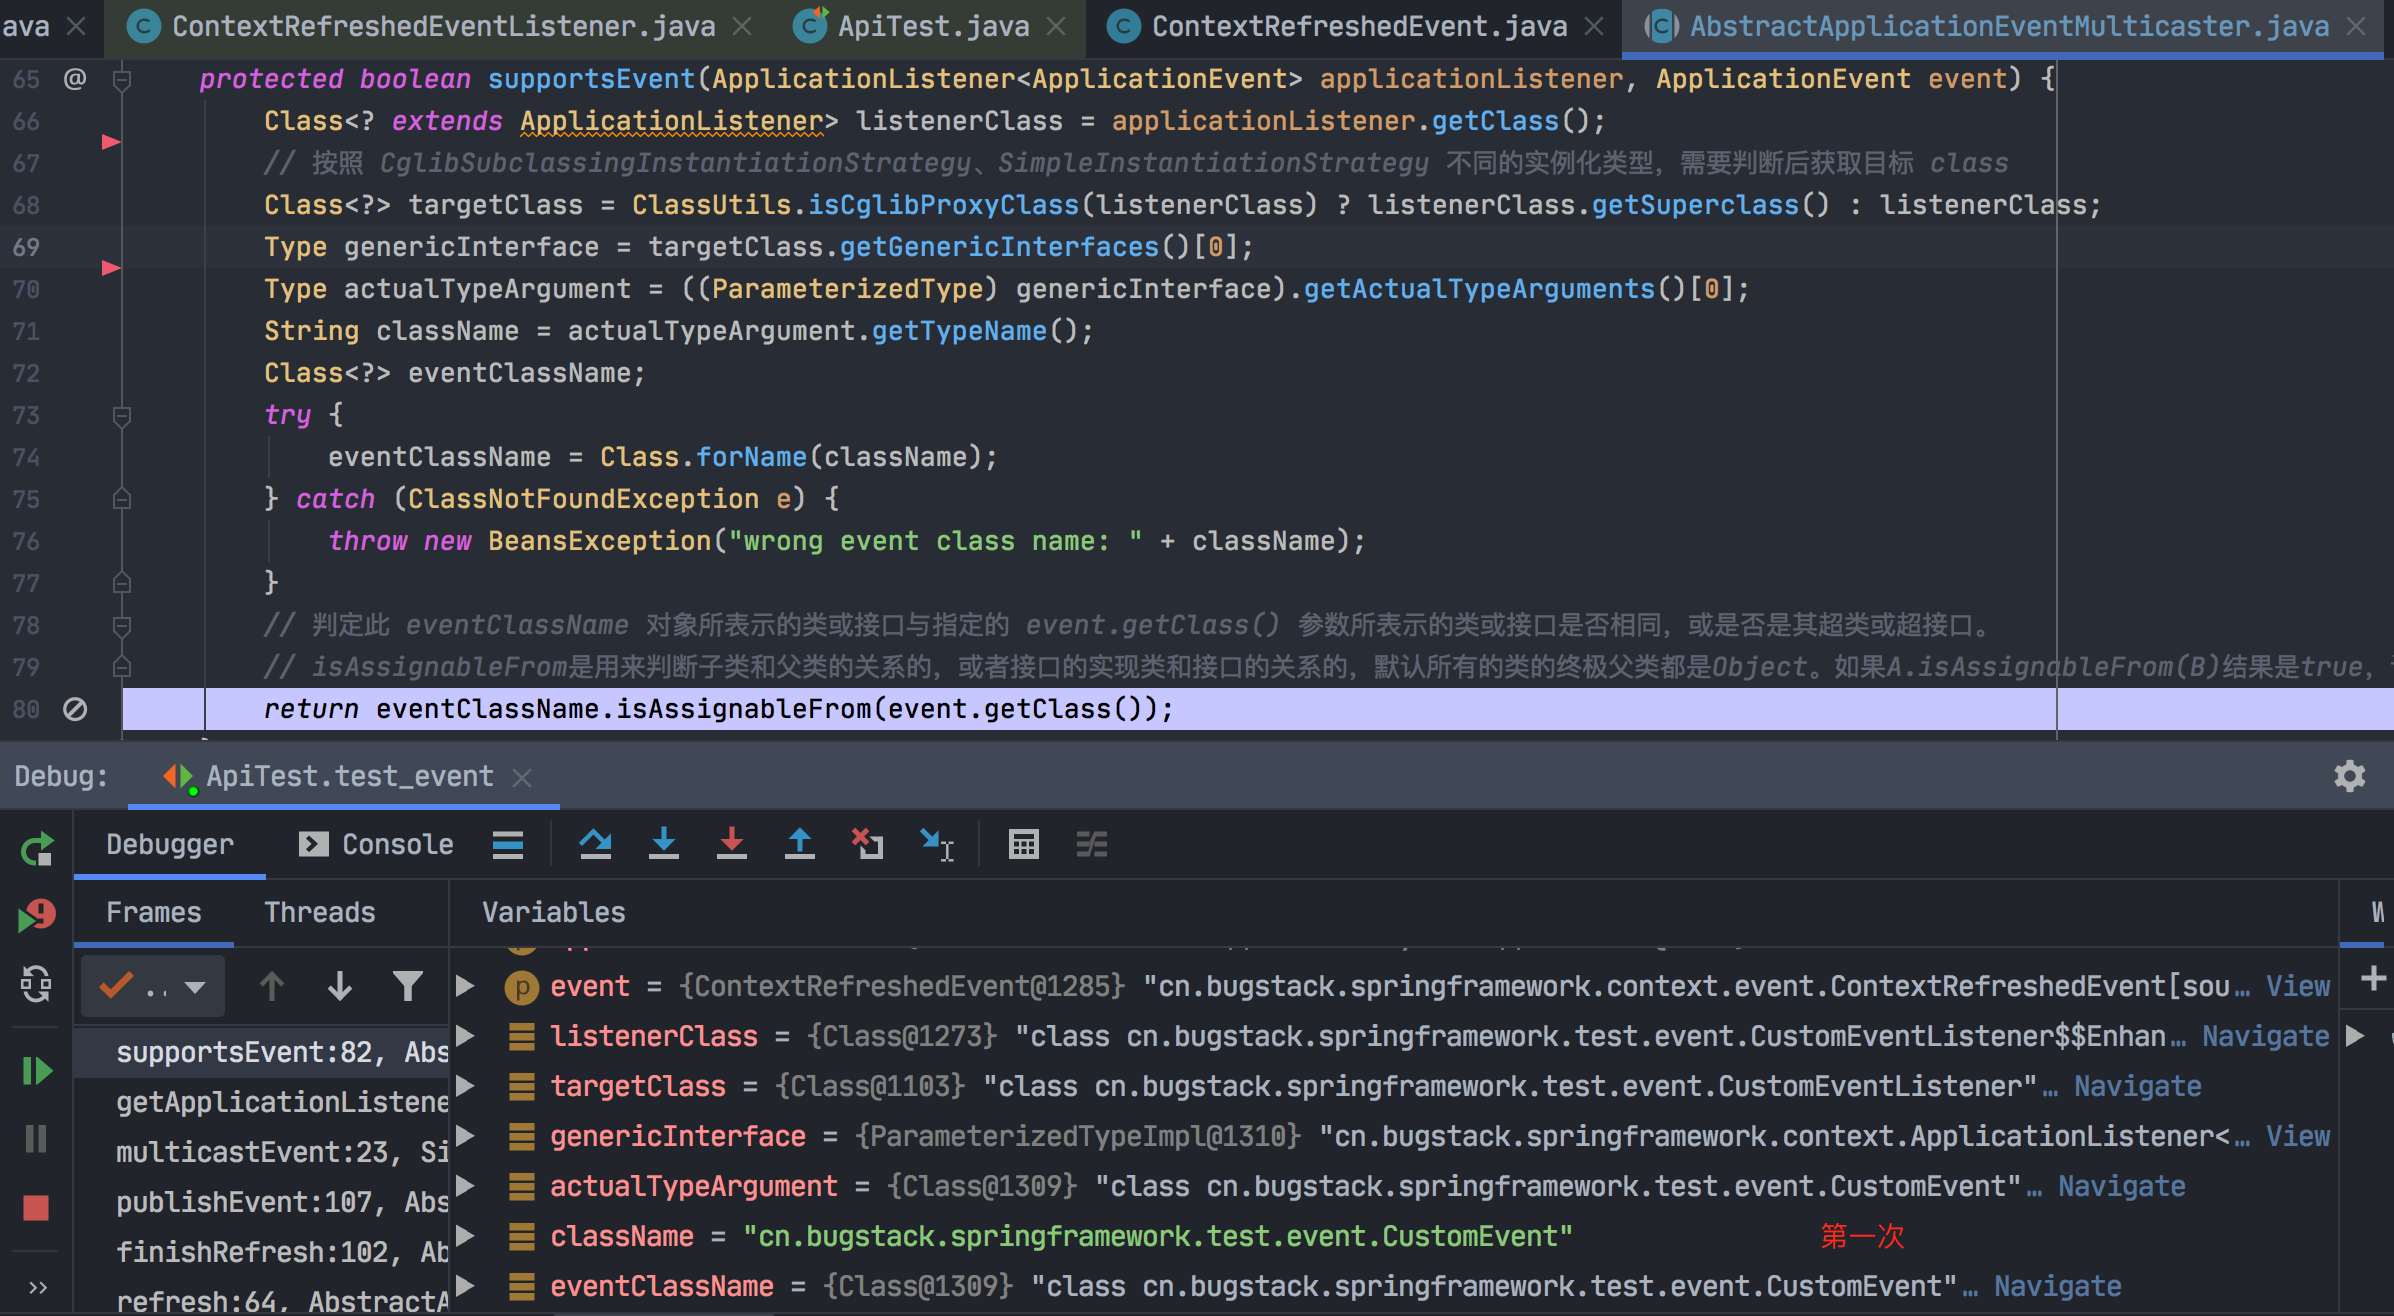 ava
ContextRefreshedEventListener.java
ApiTest.java
ContextRefreshedEvent.java
AbstractApplicationEventMulticaster.java
65 @ protected boolean supportsEvent(ApplicationListener<ApplicationEvent> applicationListener, ApplicationEvent event) {
66 Class<? extends ApplicationListener> listenerClass = applicationListener.getClass();
67 // 按照 CglibSubclassingInstantiationStrategy、SimpleInstantiationStrategy 不同的实例化类型，需要判断后获取目标 class
68 Class<?> targetClass = ClassUtils.isCglibProxyClass(listenerClass) ? listenerClass.getSuperclass() : listenerClass;
69 Type genericInterface = targetClass.getGenericInterfaces()[0];
70 Type actualTypeArgument = ((ParameterizedType) genericInterface).getActualTypeArguments()[0];
71 String className = actualTypeArgument.getTypeName();
72 Class<?> eventClassName;
73 try {
74 eventClassName = Class.forName(className);
75 } catch (ClassNotFoundException e) {
76 throw new BeansException("wrong event class name: " + className);
77 }
78 // 判定此 eventClassName 对象所表示的类或接口与指定的 event.getClass() 参数所表示的类或接口是否相同，或是否是其超类或超接口。
79 // isAssignableFrom是用来判断子类和父类的关系的，或者接口的实现类和接口的关系的，默认所有的类的终极父类都是Object。如果A.isAssignableFrom(B)结果是true，
80 return eventClassName.isAssignableFrom(event.getClass());
Debug: ApiTest.test_event
Debugger Console
Frames Threads Variables
event = {ContextRefreshedEvent@1285} "cn.bugstack.springframework.context.event.ContextRefreshedEvent[sou… View
supportsEvent:82, Abs
listenerClass = {Class@1273} "class cn.bugstack.springframework.test.event.CustomEventListener$$Enhan… Navigate
getApplicationListene
targetClass = {Class@1103} "class cn.bugstack.springframework.test.event.CustomEventListener"… Navigate
multicastEvent:23, Si
genericInterface = {ParameterizedTypeImpl@1310} "cn.bugstack.springframework.context.ApplicationListener<… View
publishEvent:107, Abs
actualTypeArgument = {Class@1309} "class cn.bugstack.springframework.test.event.CustomEvent"… Navigate
finishRefresh:102, Ab
className = "cn.bugstack.springframework.test.event.CustomEvent" 第一次
refresh:64, AbstractA
eventClassName = {Class@1309} "class cn.bugstack.springframework.test.event.CustomEvent"… Navigate